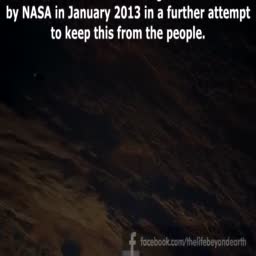 by NASA in January 2013 in a further attempt
to keep this from the people.
facebook.com/thelifebeyondearth